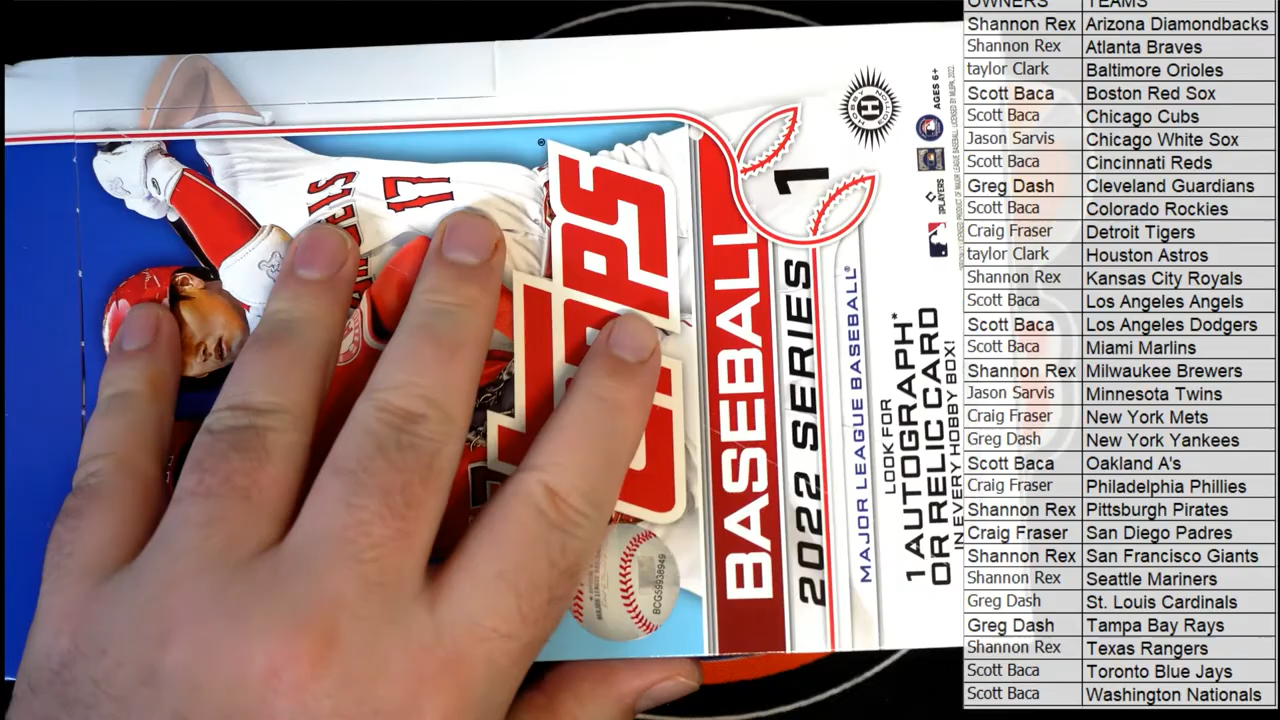 ANGELS
17
TOPPS
®
BASEBALL
1
2022 SERIES
MAJOR LEAGUE BASEBALL®
HOBBY EDITION
H
AGES 6+
PLAYERS
LOOK FOR
1 AUTOGRAPH*
OR RELIC CARD
IN EVERY HOBBY BOX!
BCG59938949
OWNERS TEAMS
Shannon Rex Arizona Diamondbacks
Shannon Rex Atlanta Braves
taylor Clark Baltimore Orioles
Scott Baca Boston Red Sox
Scott Baca Chicago Cubs
Jason Sarvis Chicago White Sox
Scott Baca Cincinnati Reds
Greg Dash Cleveland Guardians
Scott Baca Colorado Rockies
Craig Fraser Detroit Tigers
taylor Clark Houston Astros
Shannon Rex Kansas City Royals
Scott Baca Los Angeles Angels
Scott Baca Los Angeles Dodgers
Scott Baca Miami Marlins
Shannon Rex Milwaukee Brewers
Jason Sarvis Minnesota Twins
Craig Fraser New York Mets
Greg Dash New York Yankees
Scott Baca Oakland A's
Craig Fraser Philadelphia Phillies
Shannon Rex Pittsburgh Pirates
Craig Fraser San Diego Padres
Shannon Rex San Francisco Giants
Shannon Rex Seattle Mariners
Greg Dash St. Louis Cardinals
Greg Dash Tampa Bay Rays
Shannon Rex Texas Rangers
Scott Baca Toronto Blue Jays
Scott Baca Washington Nationals